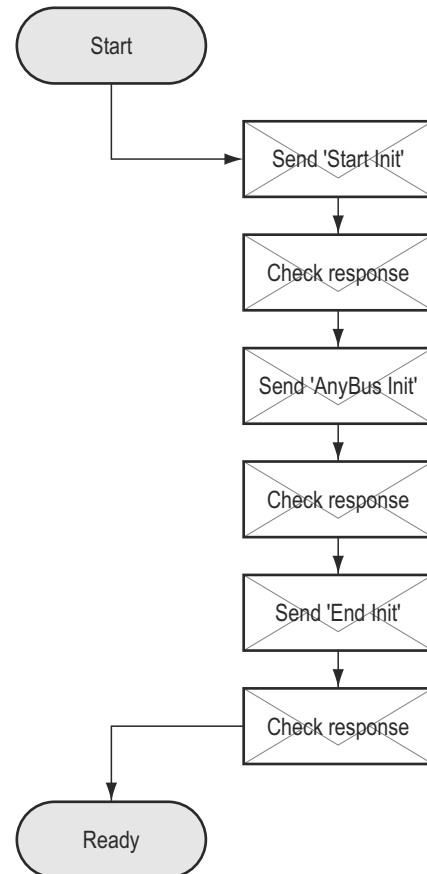 Start
Send 'Start Init'
Check response
Send 'AnyBus Init'
Check response
Send 'End Init'
Check response
Ready